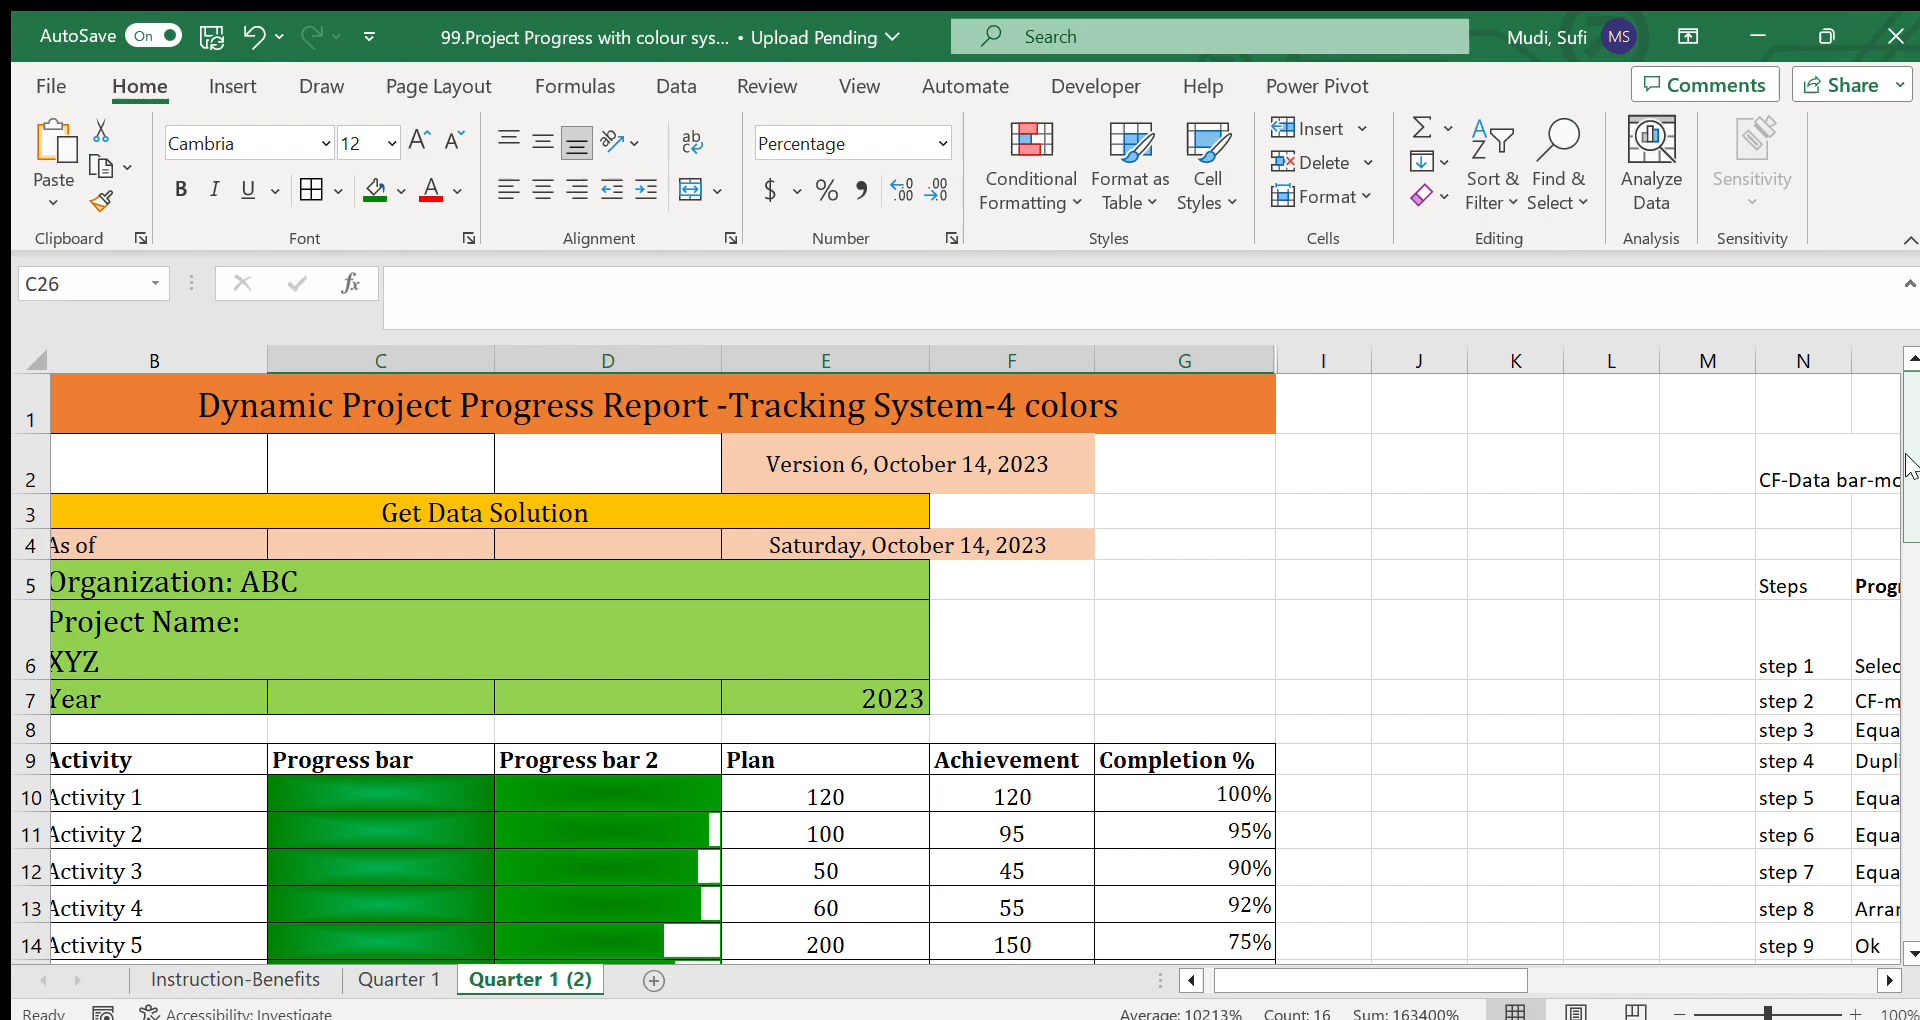 AutoSave On 99.Project Progress with colour sys... • Upload Pending Search Mudi, Sufi MS
File Home Insert Draw Page Layout Formulas Data Review View Automate Developer Help Power Pivot Comments Share
Paste Cambria 12 ab Percentage Conditional Formatting Format as Table Cell Styles Insert Delete Format Sort & Filter Find & Select Analyze Data Sensitivity
Clipboard Font Alignment Number Styles Cells Editing Analysis Sensitivity
C26 fx
B C D E F G I J K L M N
1 Dynamic Project Progress Report -Tracking System-4 colors
2 Version 6, October 14, 2023 CF-Data bar-mo
3 Get Data Solution
4 As of Saturday, October 14, 2023
5 Organization: ABC Steps Prog
Project Name:
6 XYZ step 1 Selec
7 Year 2023 step 2 CF-m
8 step 3 Equa
9 Activity Progress bar Progress bar 2 Plan Achievement Completion % step 4 Dupli
10 Activity 1 120 120 100% step 5 Equa
11 Activity 2 100 95 95% step 6 Equa
12 Activity 3 50 45 90% step 7 Equa
13 Activity 4 60 55 92% step 8 Arrar
14 Activity 5 200 150 75% step 9 Ok
Instruction-Benefits Quarter 1 Quarter 1 (2)
Ready Accessibility: Investigate Average: 10213% Count: 16 Sum: 163400% 100%